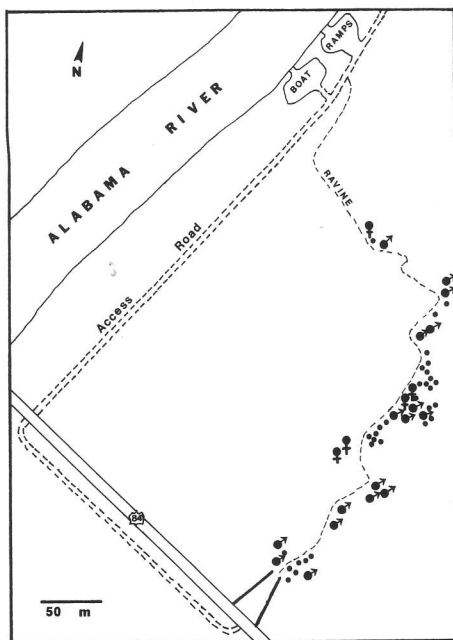 N
BOAT
RAMPS
ALABAMA RIVER
RAVINE
Access Road
84
50 m